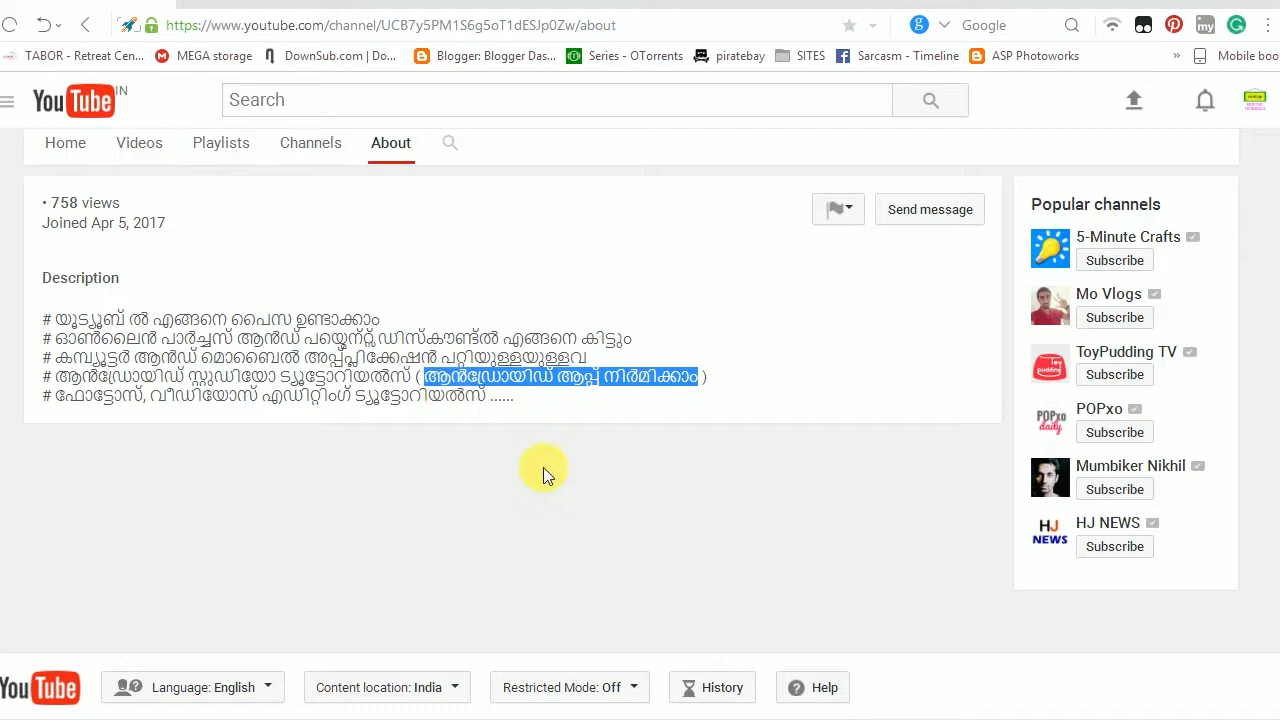 https://www.youtube.com/channel/UCB7y5PM1S6g5oT1dESJp0Zw/about
Google
TABOR - Retreat Cen...
MEGA storage
DownSub.com | Do...
Blogger: Blogger Das...
Series - OTorrents
piratebay
SITES
Sarcasm - Timeline
ASP Photoworks
»
Mobile boo
YouTube IN
Search
Home
Videos
Playlists
Channels
About
• 758 views
Joined Apr 5, 2017
Send message
Description
# യൂട്യൂബ് ൽ എങ്ങനെ പൈസ ഉണ്ടാക്കാം
# ഓൺലൈൻ പാർച്ചസ് ആൻഡ് പയ്മെന്റ്സ് ഡിസ്‌കൗണ്ട്ൽ എങ്ങനെ കിട്ടും
# കമ്പ്യൂട്ടർ ആൻഡ് മൊബൈൽ അപ്പ്ലിക്കേഷൻ പറ്റിയുള്ളയുള്ളവ
# ആൻഡ്രോയിഡ് സ്റ്റുഡിയോ ട്യൂട്ടോറിയൽസ് ( ആൻഡ്രോയിഡ് ആപ്പ് നിർമിക്കാം )
# ഫോട്ടോസ്, വീഡിയോസ് എഡിറ്റിംഗ് ട്യൂട്ടോറിയൽസ് ......
Popular channels
5-Minute Crafts
Subscribe
Mo Vlogs
Subscribe
ToyPudding TV
Subscribe
POPxo
Subscribe
Mumbiker Nikhil
Subscribe
HJ NEWS
Subscribe
YouTube
Language: English
Content location: India
Restricted Mode: Off
History
Help